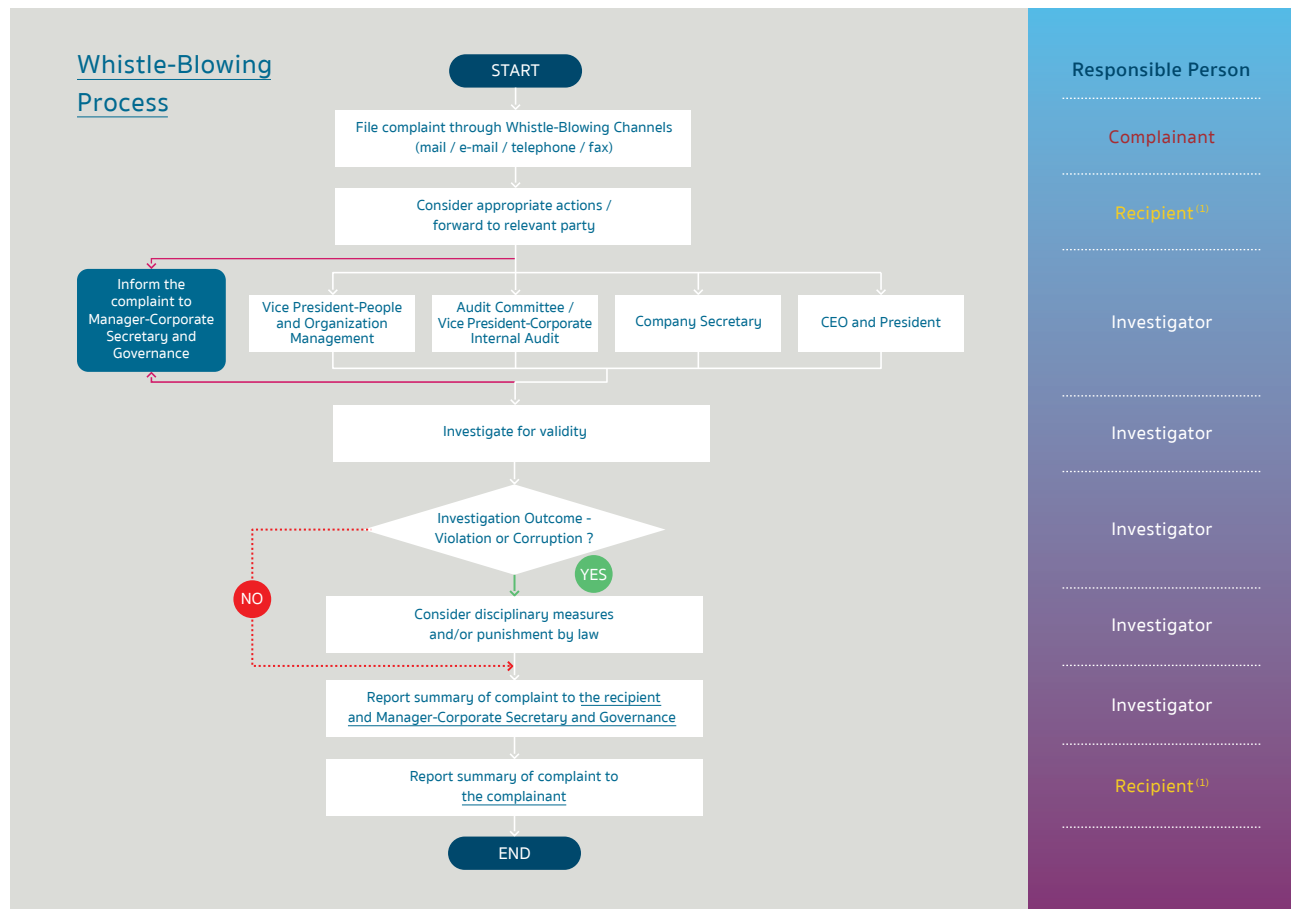 Whistle-Blowing
Process
START
Responsible Person
File complaint through Whistle-Blowing Channels
(mail / e-mail / telephone / fax)
Complainant
Consider appropriate actions /
forward to relevant party
Recipient (1)
Inform the
complaint to
Manager-Corporate
Secretary and
Governance
Vice President-People
and Organization
Management
Audit Committee /
Vice President-Corporate
Internal Audit
Company Secretary
CEO and President
Investigator
Investigate for validity
Investigator
Investigation Outcome -
Violation or Corruption ?
Investigator
YES
NO
Consider disciplinary measures
and/or punishment by law
Investigator
Report summary of complaint to the recipient
and Manager-Corporate Secretary and Governance
Investigator
Report summary of complaint to
the complainant
Recipient (1)
END